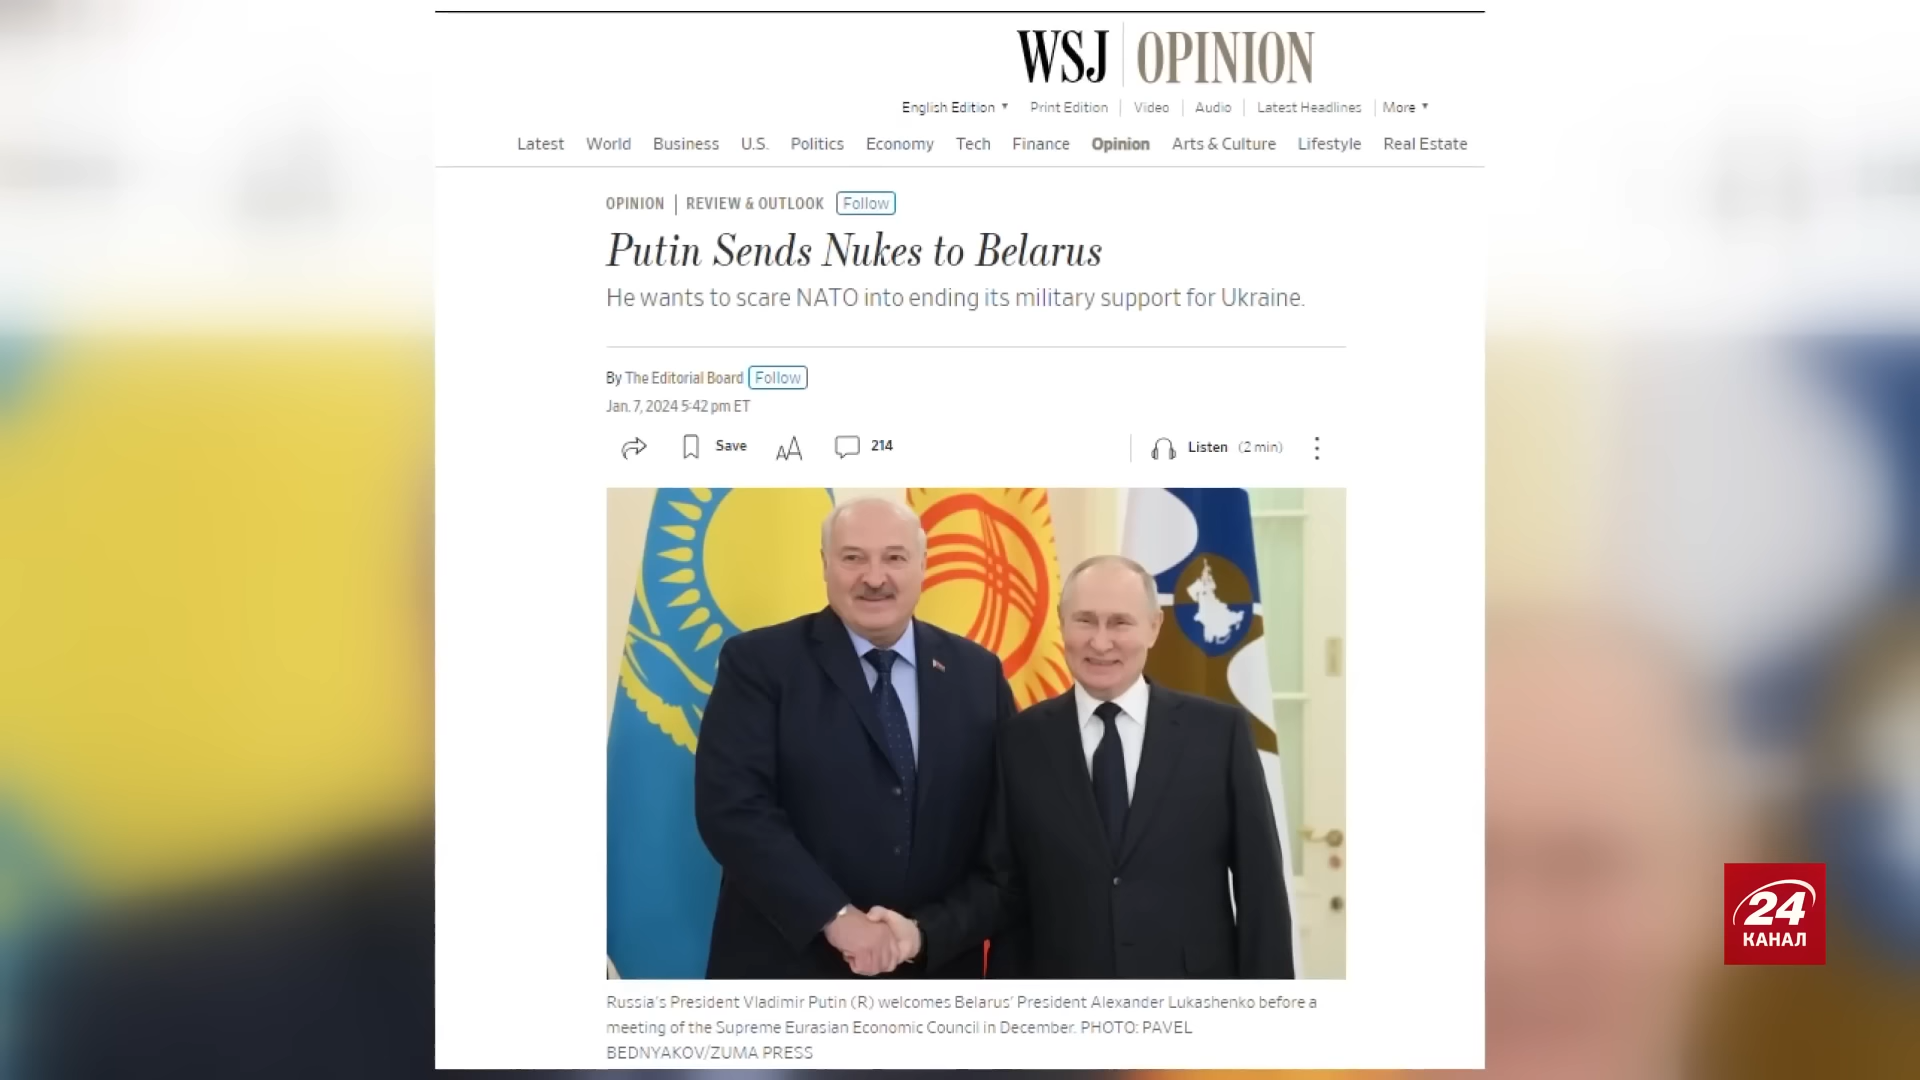 WSJ OPINION
English Edition Print Edition Video Audio Latest Headlines More
Latest World Business U.S. Politics Economy Tech Finance Opinion Arts & Culture Lifestyle Real Estate
OPINION | REVIEW & OUTLOOK Follow
Putin Sends Nukes to Belarus
He wants to scare NATO into ending its military support for Ukraine.
By The Editorial Board Follow
Jan. 7, 2024 5:42 pm ET
Save AA 214 Listen (2 min)
Russia's President Vladimir Putin (R) welcomes Belarus' President Alexander Lukashenko before a
meeting of the Supreme Eurasian Economic Council in December. PHOTO: PAVEL
BEDNYAKOV/ZUMA PRESS
24
КАНАЛ